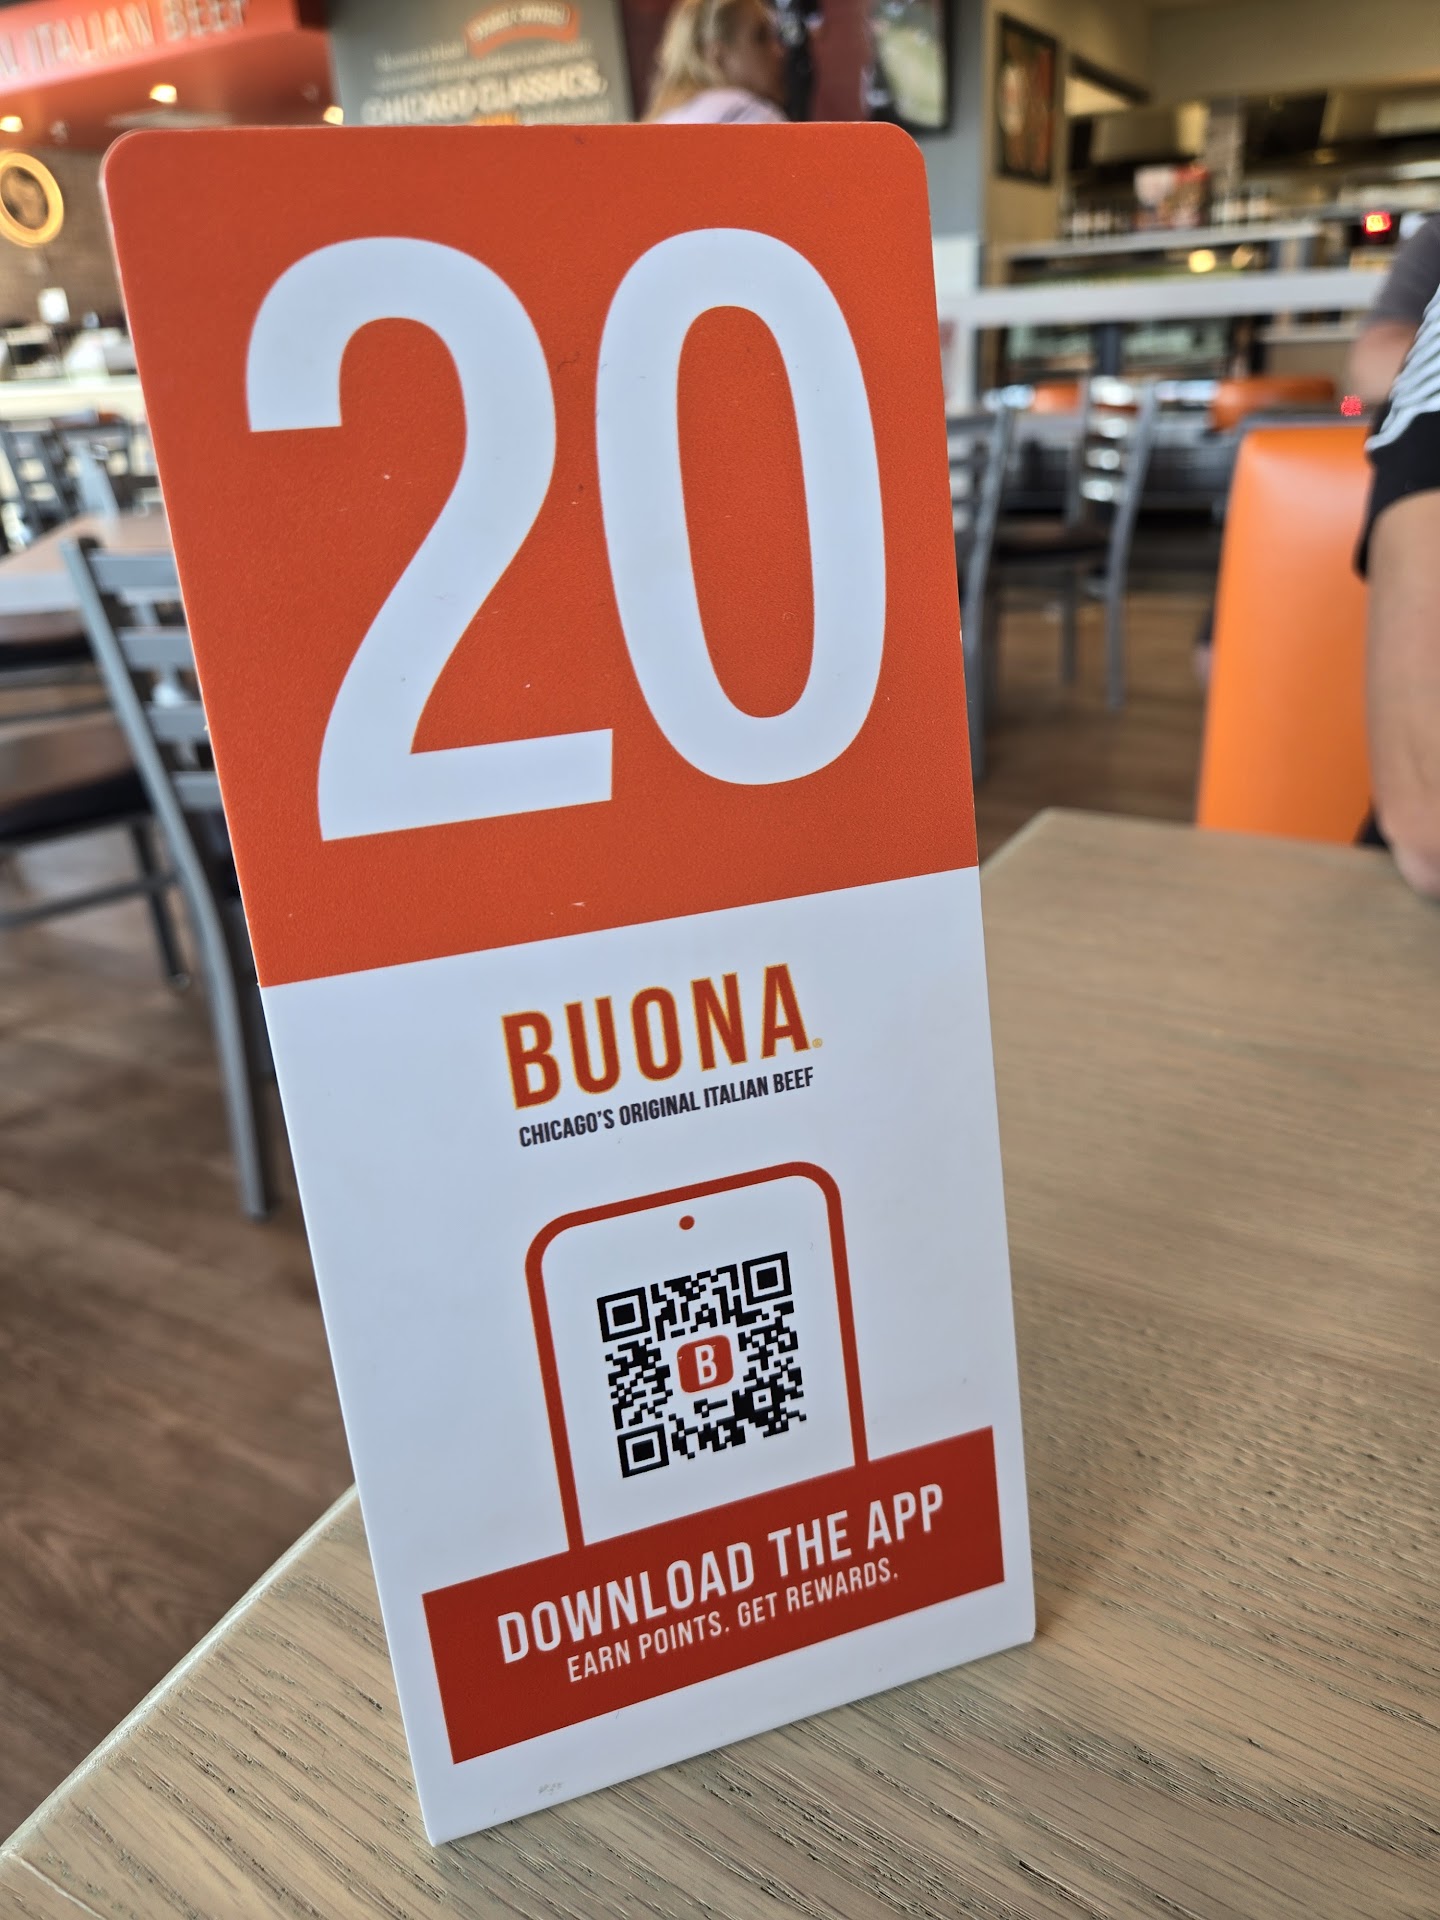 L ITALIAN BEEF
CHICAGO CLASSICS.
20
BUONA®
CHICAGO'S ORIGINAL ITALIAN BEEF
B
DOWNLOAD THE APP
EARN POINTS. GET REWARDS.